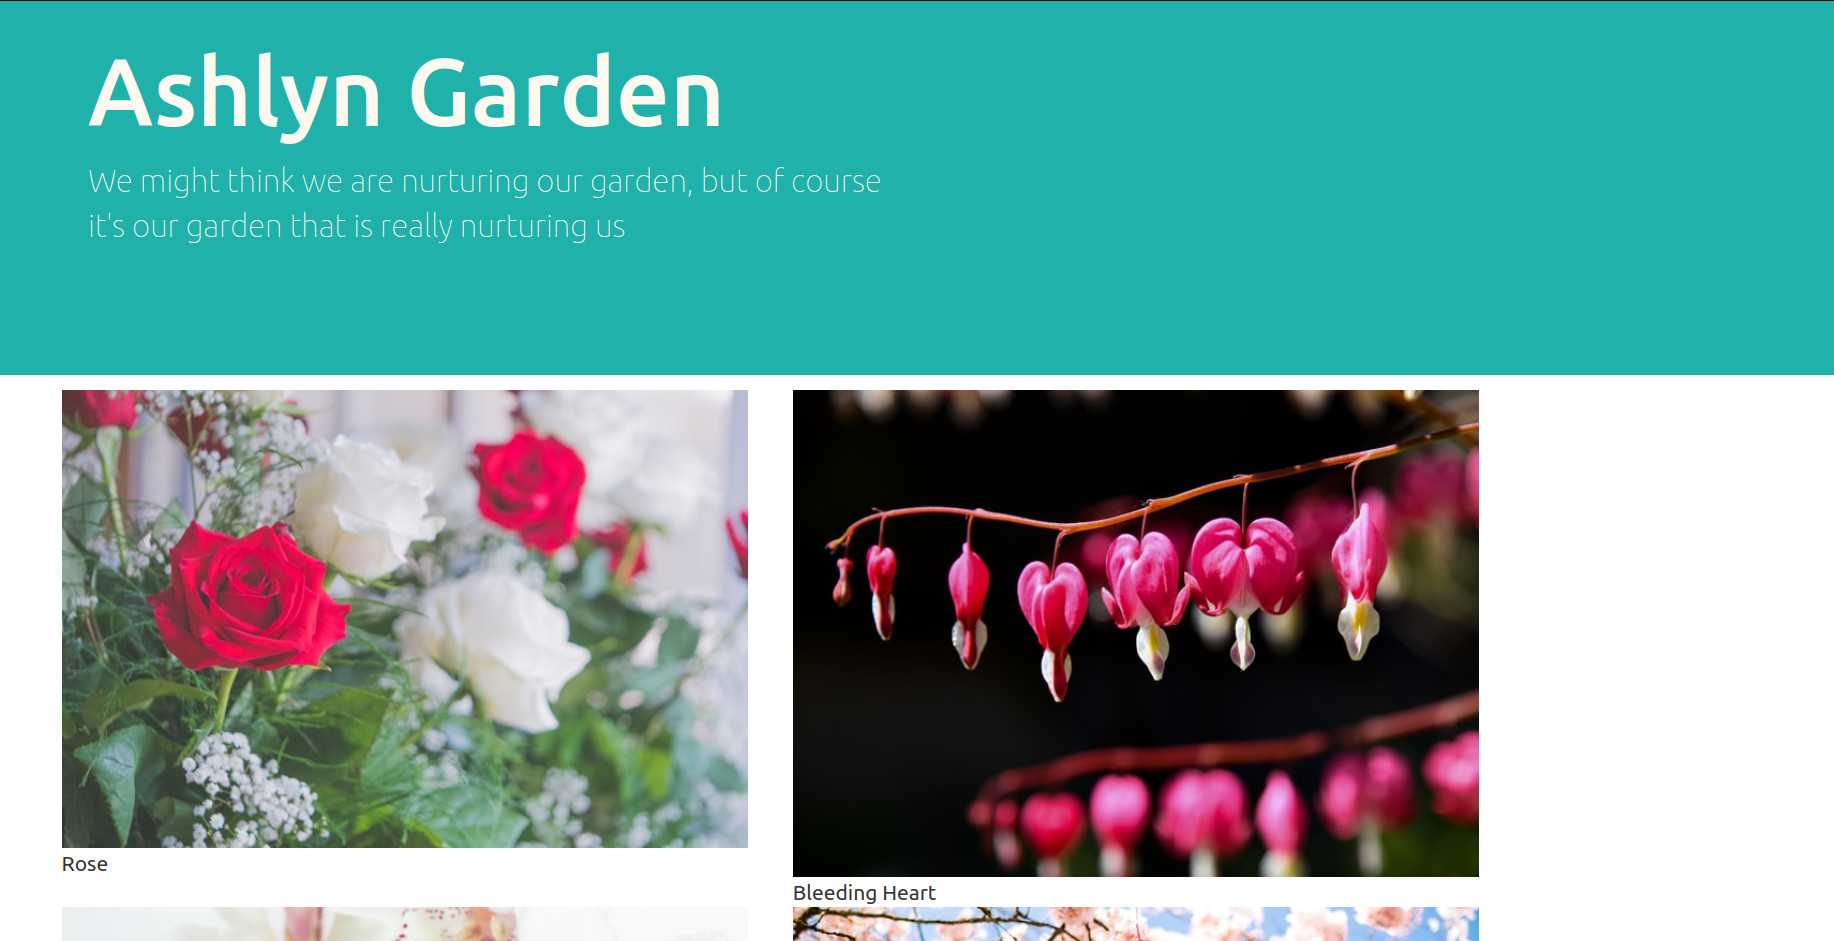 Ashlyn Garden
We might think we are nurturing our garden, but of course
it's our garden that is really nurturing us
Rose
Bleeding Heart